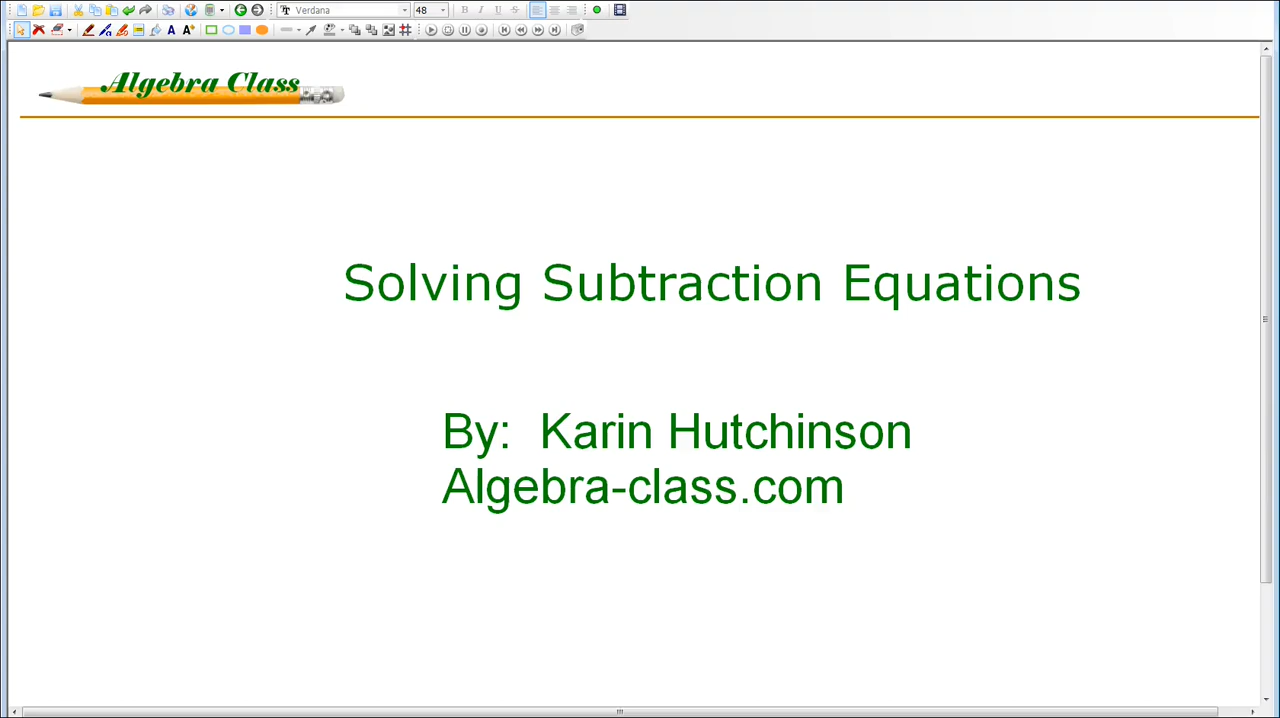 Verdana 48
Algebra Class
Solving Subtraction Equations
By: Karin Hutchinson
Algebra-class.com